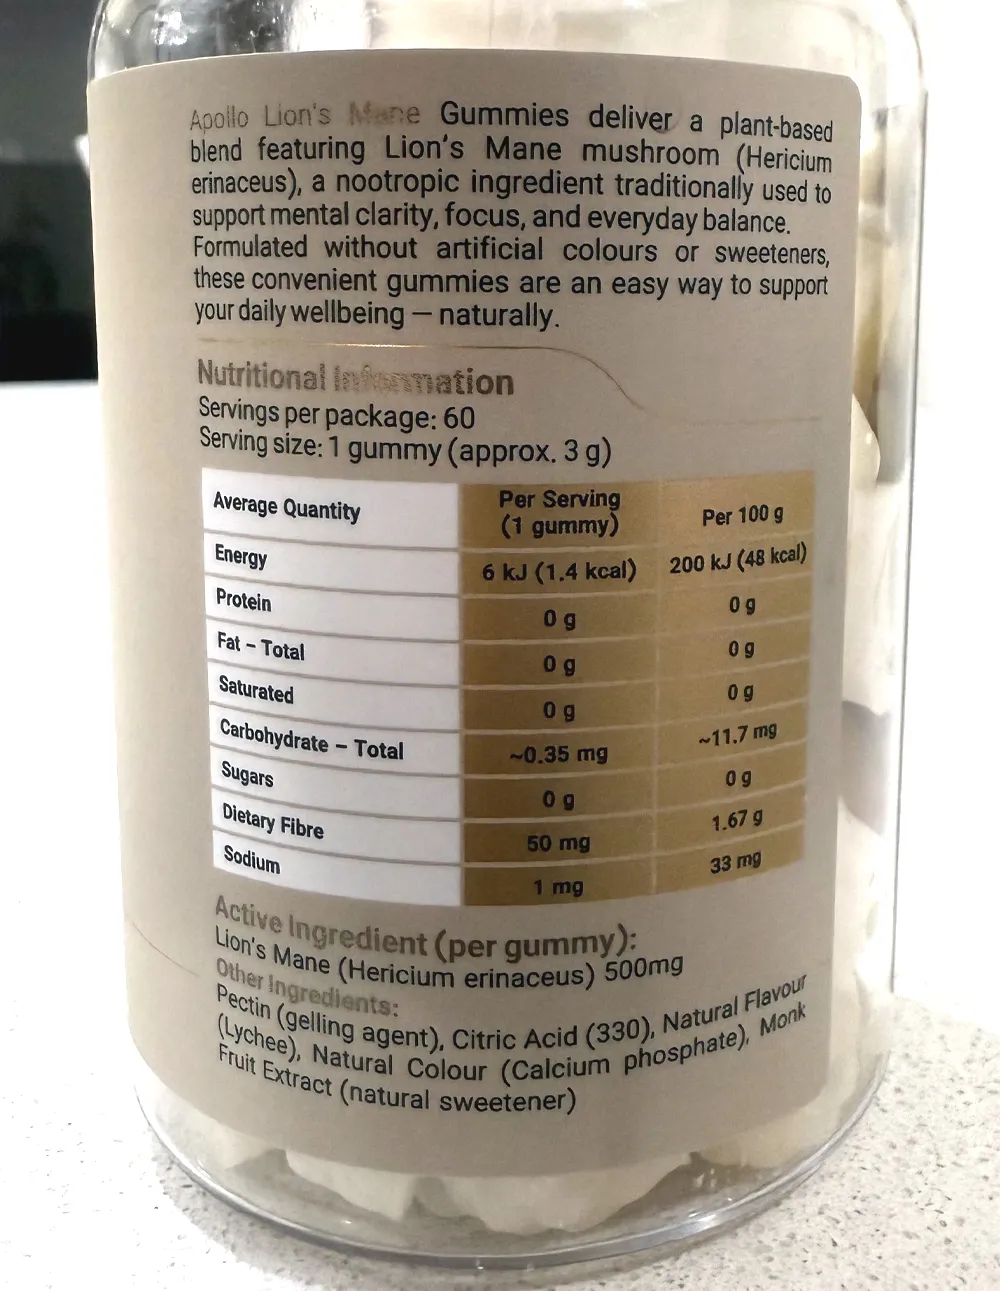 Apollo Lion's Mane Gummies deliver a plant-based
blend featuring Lion's Mane mushroom (Hericium
erinaceus), a nootropic ingredient traditionally used to
support mental clarity, focus, and everyday balance.
Formulated without artificial colours or sweeteners,
these convenient gummies are an easy way to support
your daily wellbeing — naturally.
Nutritional Information
Servings per package: 60
Serving size: 1 gummy (approx. 3 g)
Average Quantity Per Serving (1 gummy) Per 100 g
Energy 6 kJ (1.4 kcal) 200 kJ (48 kcal)
Protein 0 g 0 g
Fat – Total 0 g 0 g
Saturated 0 g 0 g
Carbohydrate – Total ~0.35 mg ~11.7 mg
Sugars 0 g 0 g
Dietary Fibre 50 mg 1.67 g
Sodium 1 mg 33 mg
Active Ingredient (per gummy):
Lion's Mane (Hericium erinaceus) 500mg
Other Ingredients:
Pectin (gelling agent), Citric Acid (330), Natural Flavour
(Lychee), Natural Colour (Calcium phosphate), Monk
Fruit Extract (natural sweetener)